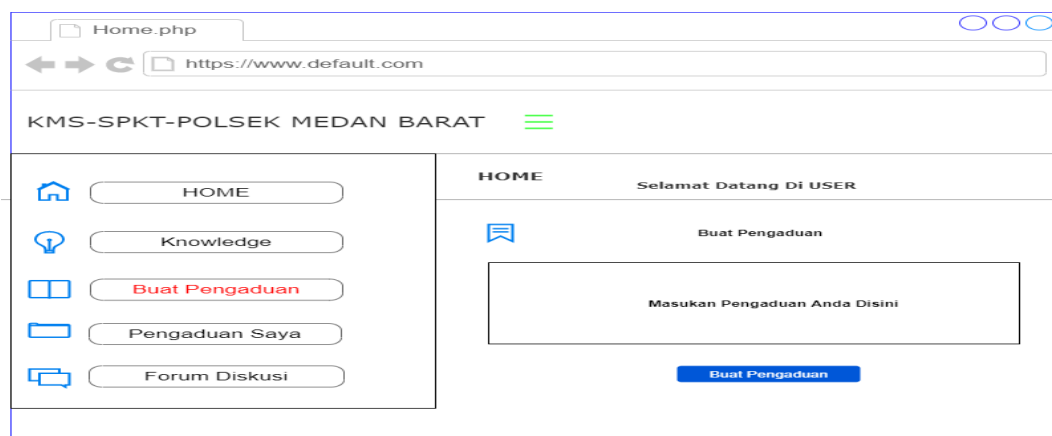 Home.php
https://www.default.com
KMS-SPKT-POLSEK MEDAN BARAT
HOME
Knowledge
Buat Pengaduan
Pengaduan Saya
Forum Diskusi
HOME
Selamat Datang Di USER
Buat Pengaduan
Masukan Pengaduan Anda Disini
Buat Pengaduan